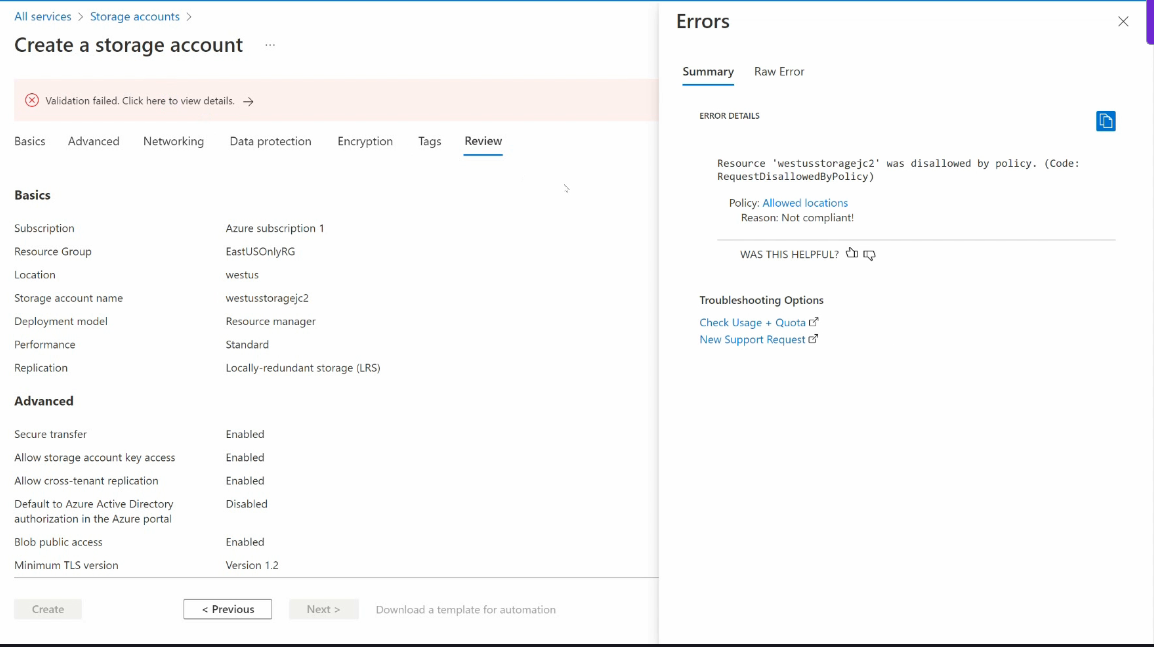 All services > Storage accounts >
Create a storage account ...
Validation failed. Click here to view details. →
Basics Advanced Networking Data protection Encryption Tags Review
Basics
Subscription Azure subscription 1
Resource Group EastUSOnlyRG
Location westus
Storage account name westusstoragejc2
Deployment model Resource manager
Performance Standard
Replication Locally-redundant storage (LRS)
Advanced
Secure transfer Enabled
Allow storage account key access Enabled
Allow cross-tenant replication Enabled
Default to Azure Active Directory Disabled
authorization in the Azure portal
Blob public access Enabled
Minimum TLS version Version 1.2
Create < Previous Next > Download a template for automation
Errors
Summary Raw Error
ERROR DETAILS
Resource 'westusstoragejc2' was disallowed by policy. (Code:
RequestDisallowedByPolicy)
Policy: Allowed locations
Reason: Not compliant!
WAS THIS HELPFUL?
Troubleshooting Options
Check Usage + Quota
New Support Request